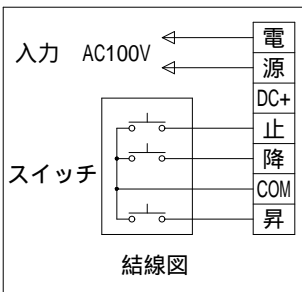 入力 AC100V
電
源
DC+
止
降
COM
昇
スイッチ
結線図